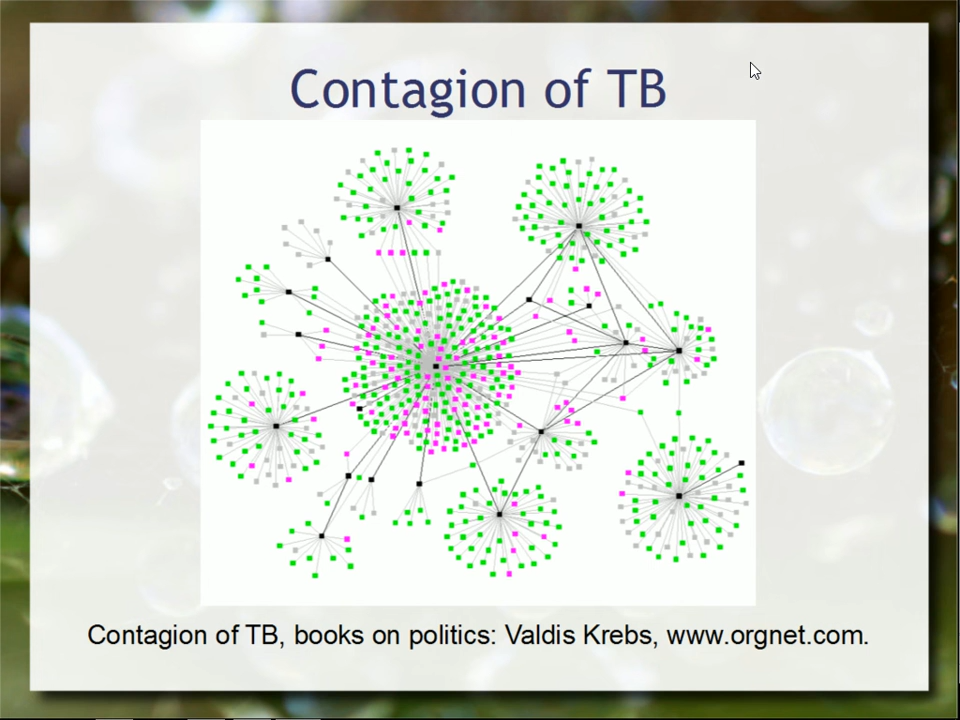 Contagion of TB
Contagion of TB, books on politics: Valdis Krebs, www.orgnet.com.